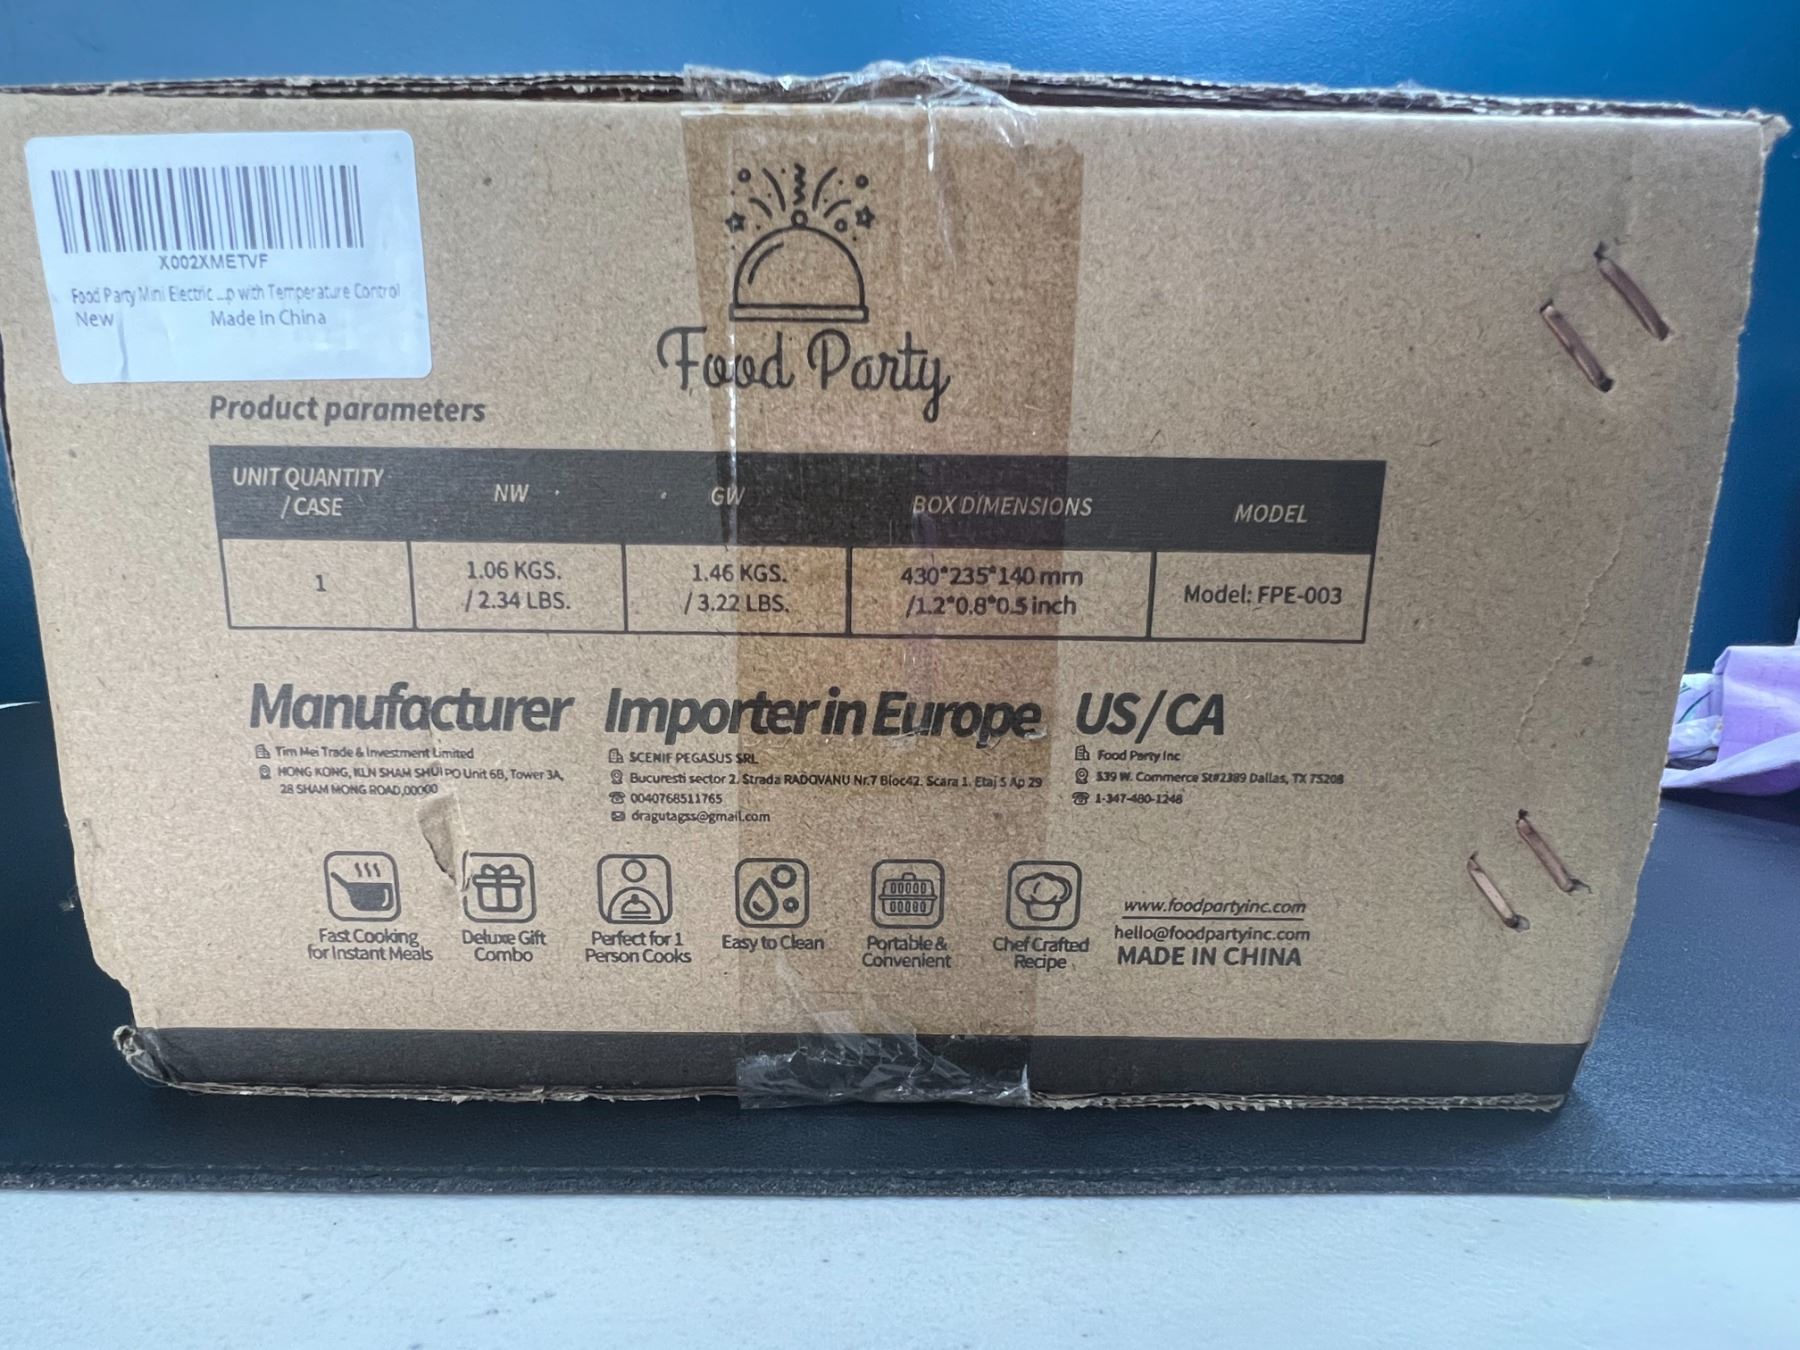 X002XMETVF
Food Party Mini Electric ...p with Temperature Control
New Made in China
Food Party
Product parameters
UNIT QUANTITY
/ CASE
NW
GW
BOX DIMENSIONS
MODEL
1
1.06 KGS.
/ 2.34 LBS.
1.46 KGS.
/ 3.22 LBS.
430*235*140 mm
/1.2*0.8*0.5 inch
Model: FPE-003
Manufacturer
Tim Mei Trade & Investment Limited
HONG KONG, KLN SHAM SHUI PO Unit 6B, Tower 3A,
28 SHAM MONG ROAD,00000
Importer in Europe
SCENIF PEGASUS SRL
Bucuresti sector 2. Strada RADOVANU Nr.7 Bloc42. Scara 1. Etaj 5 Ap 29
0040768511765
dragutagss@gmail.com
US/CA
Food Party Inc
539 W. Commerce St#2389 Dallas, TX 75208
1-347-480-1248
Fast Cooking
for Instant Meals
Deluxe Gift
Combo
Perfect for 1
Person Cooks
Easy to Clean
Portable &
Convenient
Chef Crafted
Recipe
www.foodpartyinc.com
hello@foodpartyinc.com
MADE IN CHINA